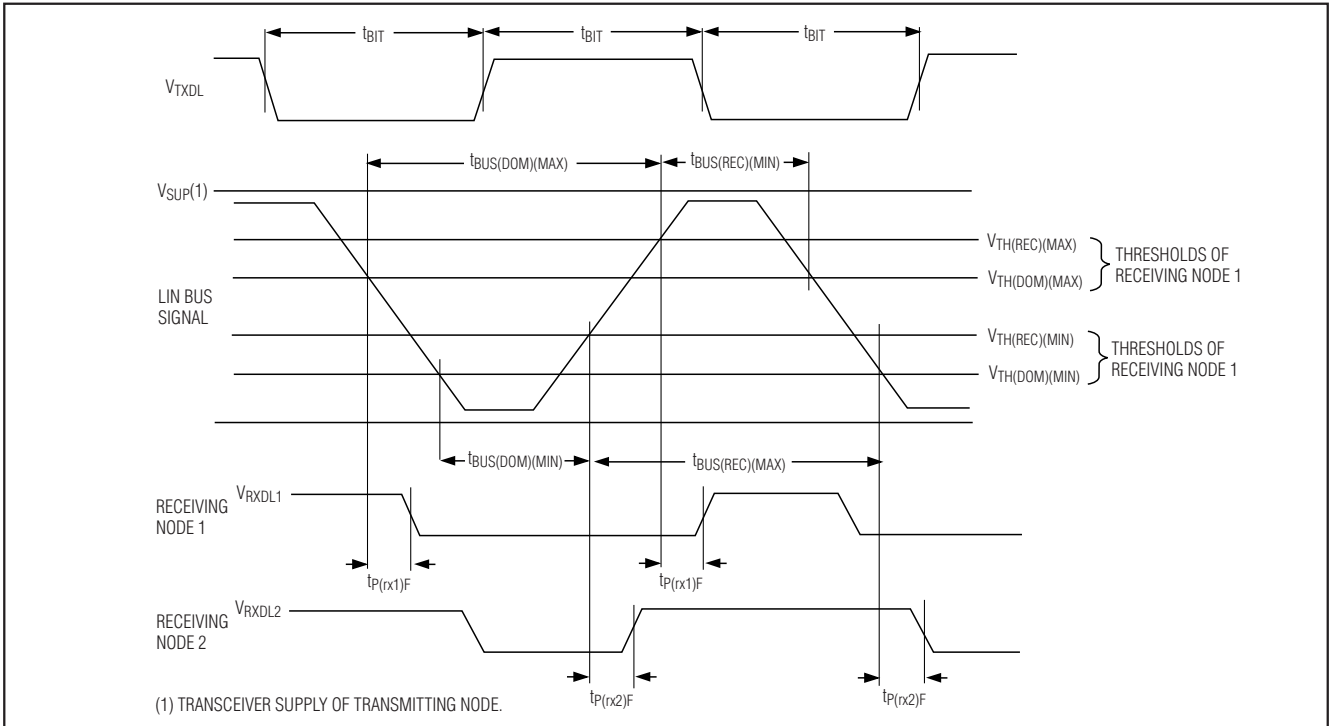 tBIT tBIT tBIT
VTXDL
tBUS(DOM)(MAX) tBUS(REC)(MIN)
VSUP(1)
VTH(REC)(MAX)
VTH(DOM)(MAX)
THRESHOLDS OF
RECEIVING NODE 1
LIN BUS
SIGNAL
VTH(REC)(MIN)
VTH(DOM)(MIN)
THRESHOLDS OF
RECEIVING NODE 1
tBUS(DOM)(MIN) tBUS(REC)(MAX)
RECEIVING
NODE 1
VRXDL1
tP(rx1)F tP(rx1)F
RECEIVING
NODE 2
VRXDL2
tP(rx2)F tP(rx2)F
(1) TRANSCEIVER SUPPLY OF TRANSMITTING NODE.